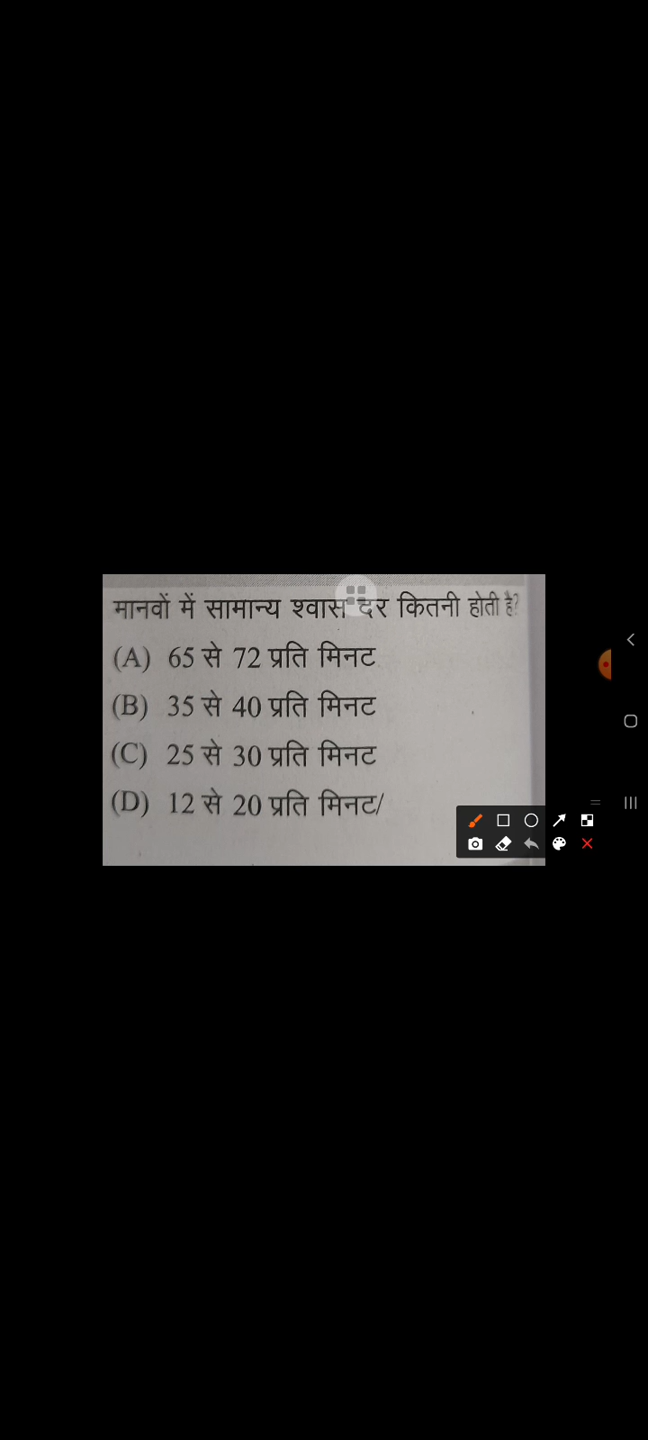 मानवों में सामान्य श्वास दर कितनी होती है?
(A) 65 से 72 प्रति मिनट
(B) 35 से 40 प्रति मिनट
(C) 25 से 30 प्रति मिनट
(D) 12 से 20 प्रति मिनट/